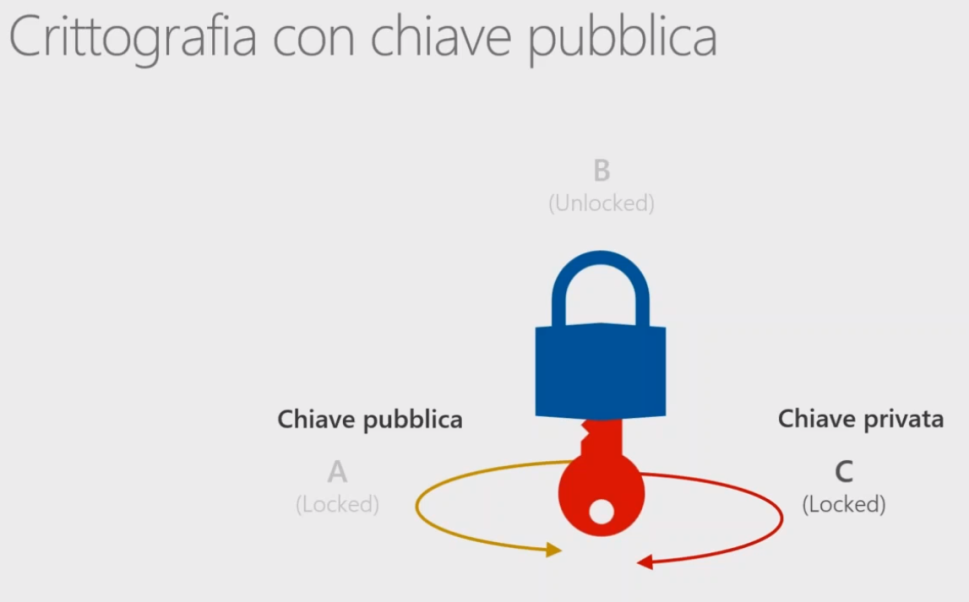 Crittografia con chiave pubblica
B
(Unlocked)
Chiave pubblica
A
(Locked)
Chiave privata
C
(Locked)